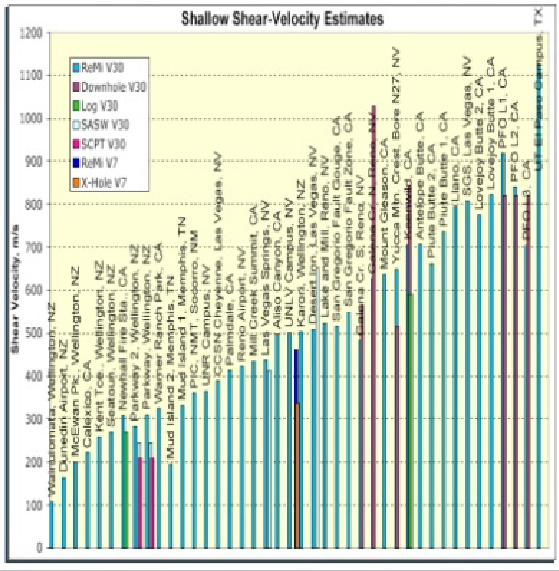 Shallow Shear-Velocity Estimates
Shear Velocity, m/s
1200
1100
1000
900
800
700
600
500
400
300
200
100
0
ReMi V30
Downhole V30
Log V30
SASW V30
SCPT V30
ReMi V7
X-Hole V7
Wainuiomata, Wellington, NZ
Dunedin Airport, NZ
McEwan Pk., Wellington, NZ
Calexico, CA
Kent Tce., Wellington, NZ
Seatoun, Wellington, NZ
Newhall Fire Sta., CA
Parkway 2, Wellington, NZ
Parkway, Wellington, NZ
Warner Ranch Park, CA
Mud Island 2, Memphis, TN
Mud Island 1, Memphis, TN
PIC, NMT, Socorro, NM
UNR Campus, NV
CCSN Cheyenne, Las Vegas, NV
Palmdale, CA
Reno Airport, NV
Mill Creek Summit, CA
Las Vegas Springs, NV
Aliso Canyon, CA
UNLV Campus, NV
Karori, Wellington, NZ
Desert Inn, Las Vegas, NV
Lake and Mill, Reno, NV
San Gregorio Fault Gouge, CA
San Gregorio Fault Zone, CA
Galena Cr. S. Reno, NV
Galena Cr. N. Reno, NV
Mount Gleason, CA
Yucca Mtn. Crest, Bore N27, NV
Keenwild, CA
Antelope Butte, CA
Piute Butte 2, CA
Piute Butte 1, CA
Llano, CA
SGS, Las Vegas, NV
Lovejoy Butte 2, CA
Lovejoy Butte 1, CA
PFO L1, CA
PFO L2, CA
PFO L3, CA
UT El Paso Campus, TX